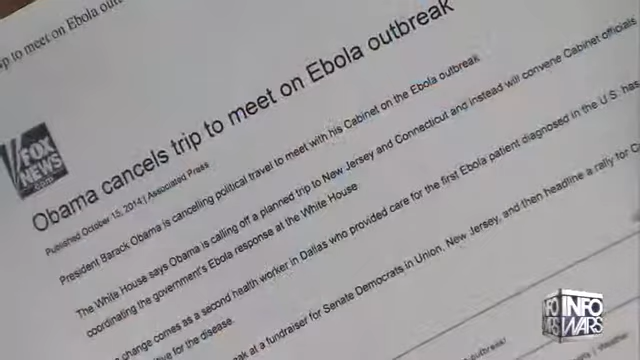 p to meet on Ebola out
FOX
NEWS
.com
Obama cancels trip to meet on Ebola outbreak
Published October 15, 2014 | Associated Press
President Barack Obama is cancelling political travel to meet with his Cabinet on the Ebola outbreak.
The White House says Obama is calling off a planned trip to New Jersey and Connecticut and instead will convene Cabinet officials
coordinating the government's Ebola response at the White House
change comes as a second health worker in Dallas who provided care for the first Ebola patient diagnosed in the U.S. has
tive for the disease.
eak at a fundraiser for Senate Democrats in Union, New Jersey, and then headline a rally for
INFO
WARS